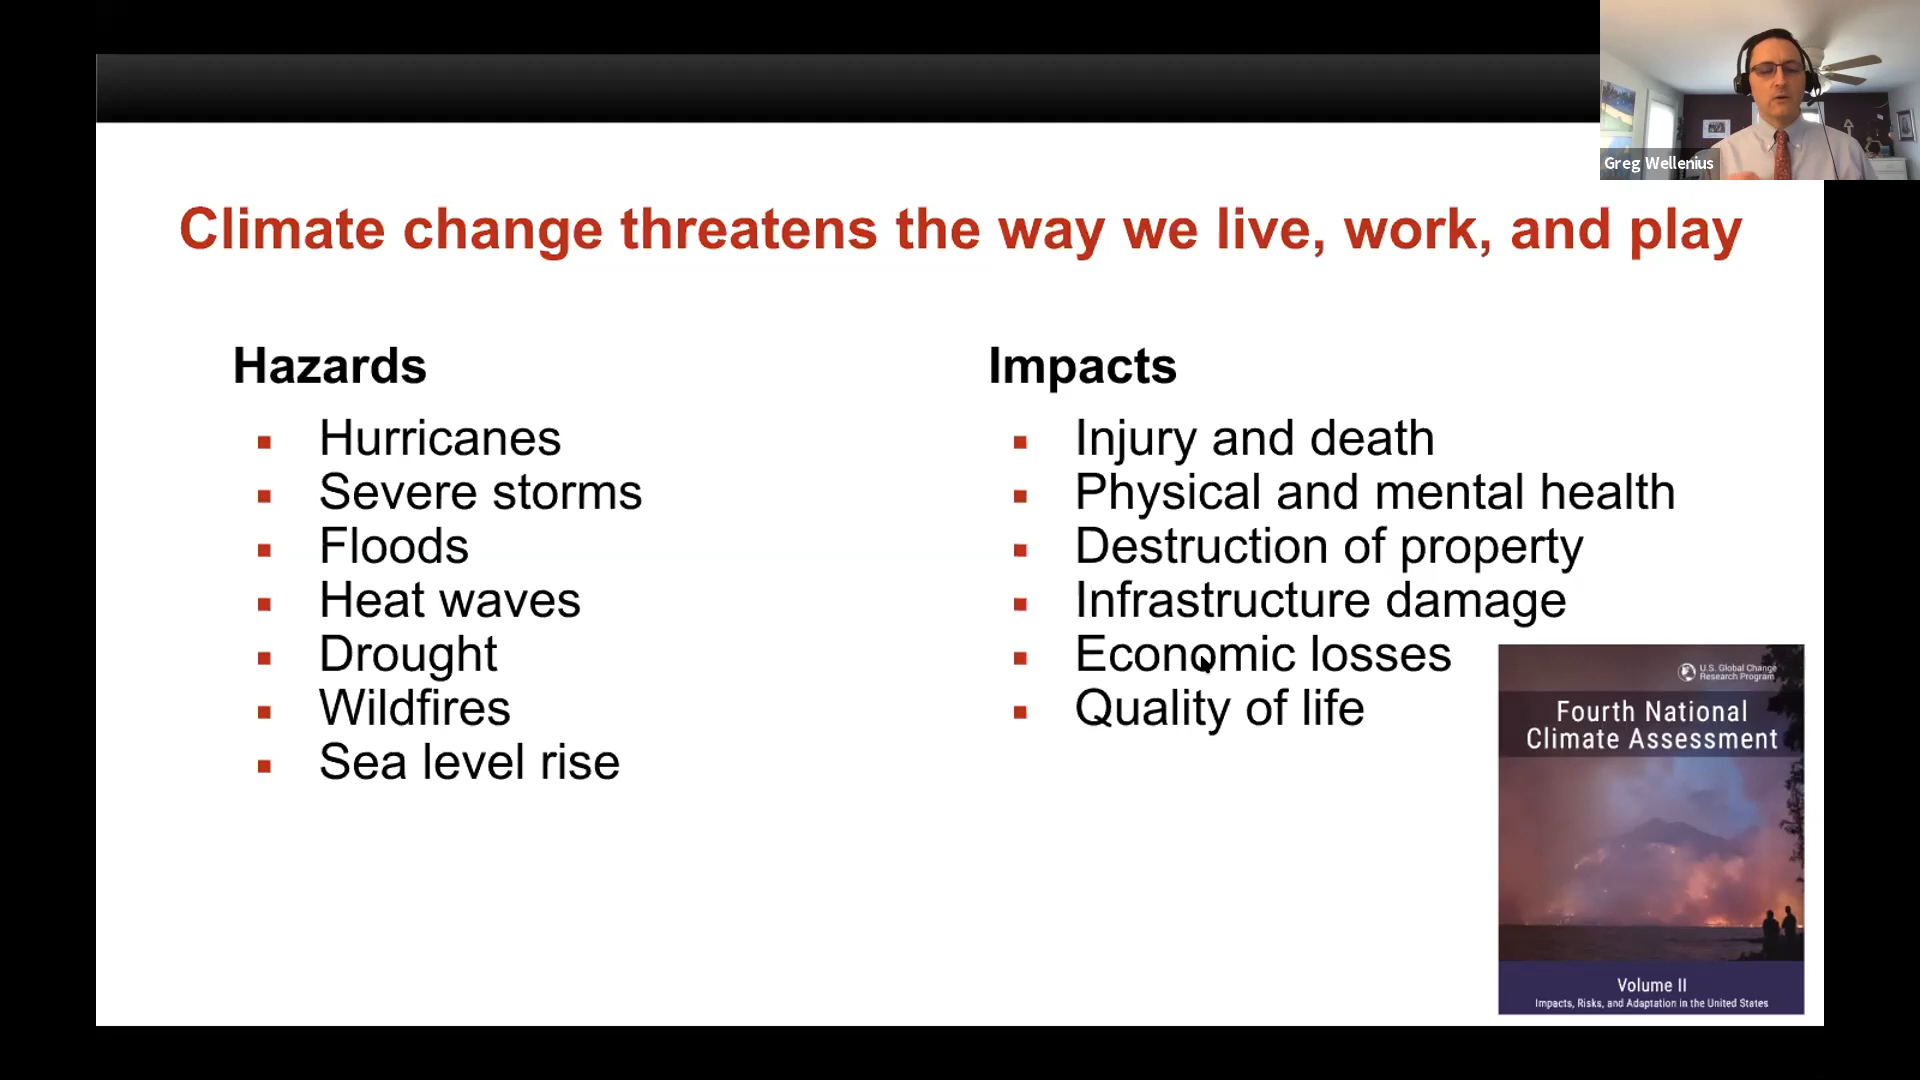 Greg Wellenius
Climate change threatens the way we live, work, and play
Hazards
Hurricanes
Severe storms
Floods
Heat waves
Drought
Wildfires
Sea level rise
Impacts
Injury and death
Physical and mental health
Destruction of property
Infrastructure damage
Economic losses
Quality of life
U.S. Global Change
Research Program
Fourth National
Climate Assessment
Volume II
Impacts, Risks, and Adaptation in the United States